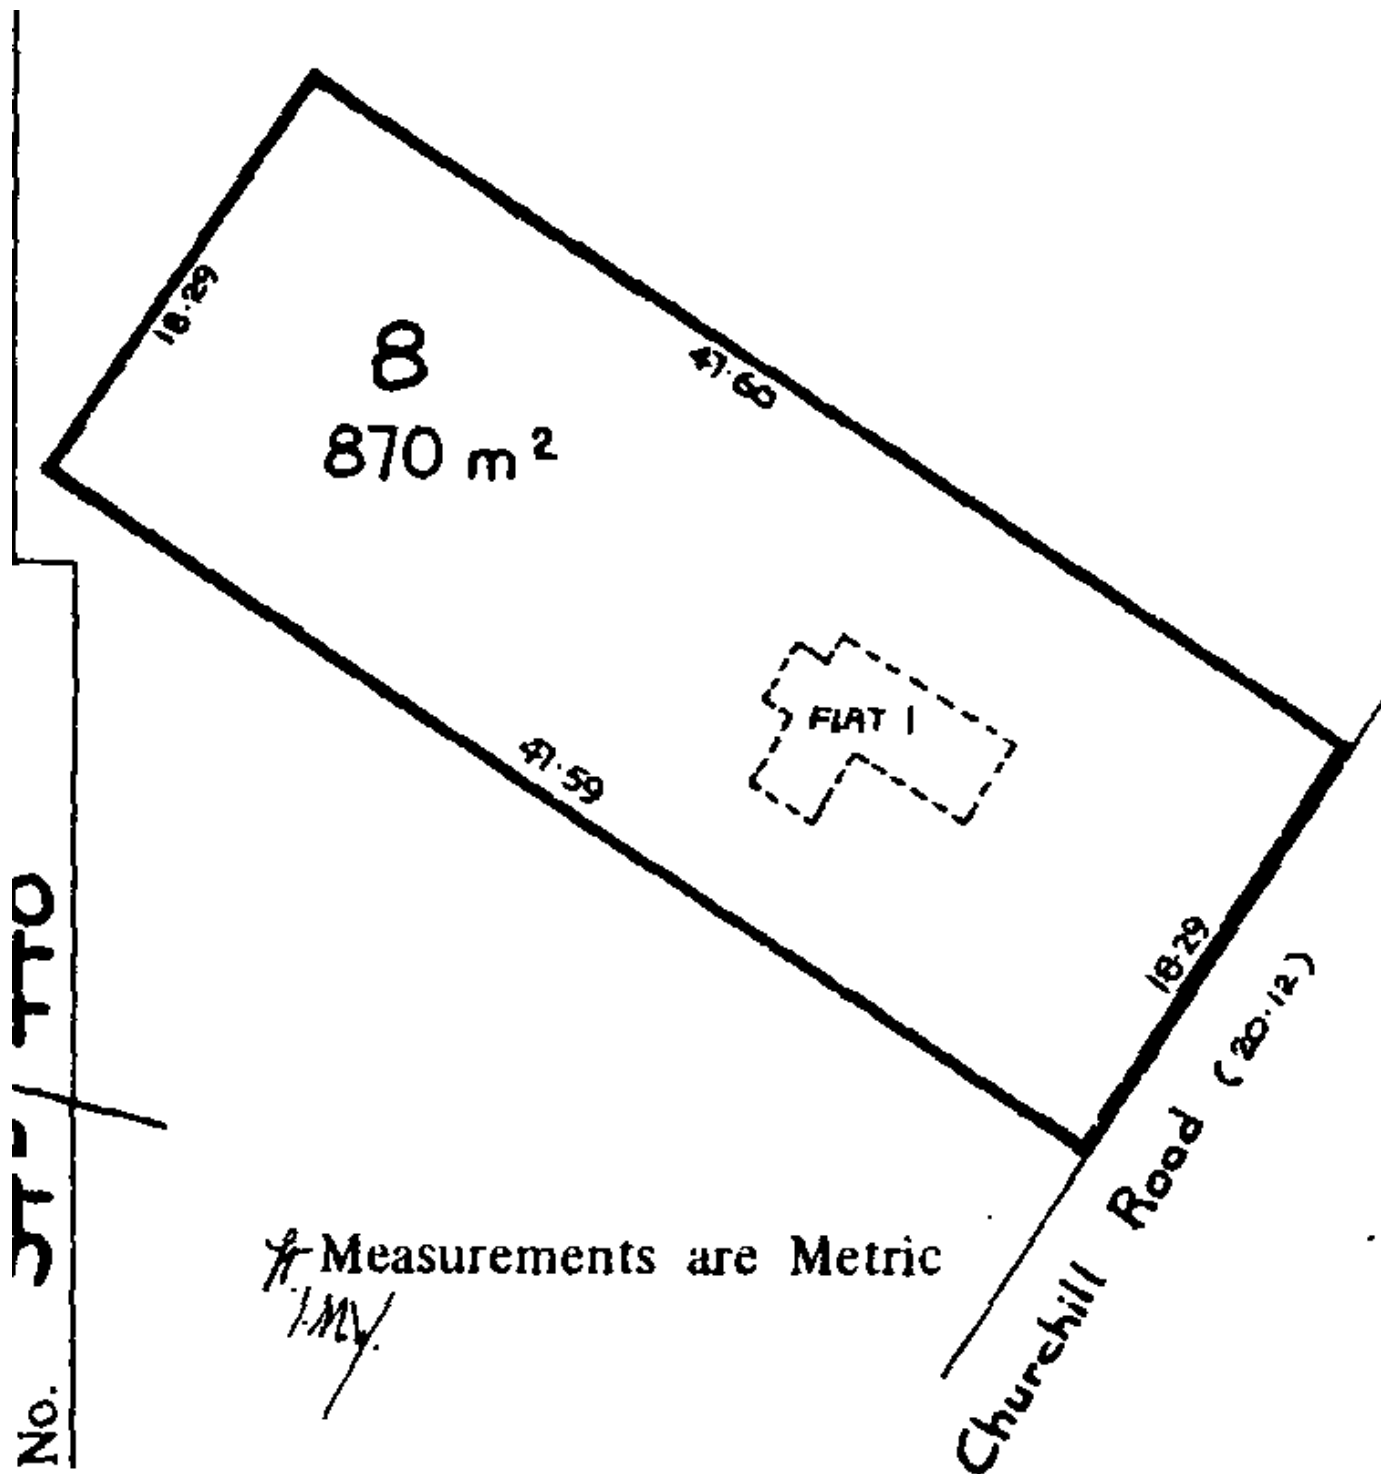 18·29
8
870 m²
47·60
FLAT 1
47·59
18·29
Churchill Road (20·12)
Measurements are Metric
No.